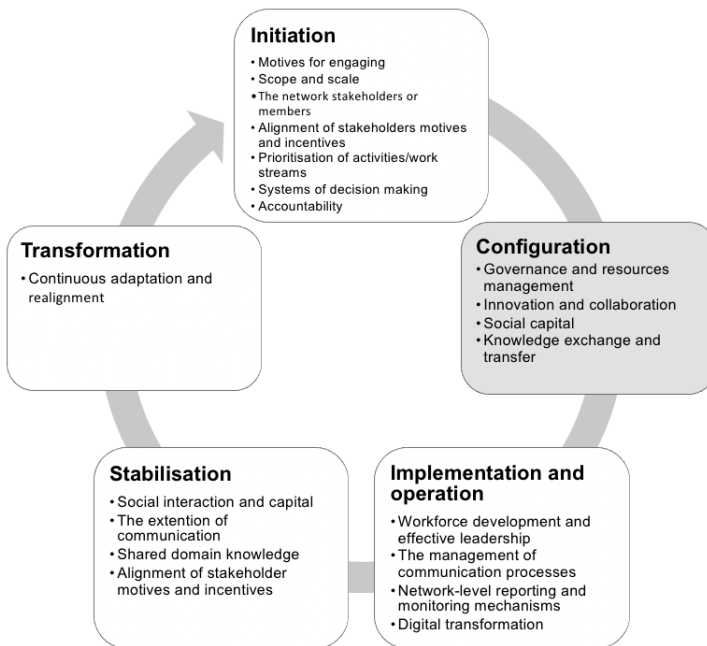 Initiation
• Motives for engaging
• Scope and scale
• The network stakeholders or
members
• Alignment of stakeholders motives
and incentives
• Prioritisation of activities/work
streams
• Systems of decision making
• Accountability
Configuration
• Governance and resources
management
• Innovation and collaboration
• Social capital
• Knowledge exchange and
transfer
Implementation and
operation
• Workforce development and
effective leadership
• The management of
communication processes
• Network-level reporting and
monitoring mechanisms
• Digital transformation
Stabilisation
• Social interaction and capital
• The extention of
communication
• Shared domain knowledge
• Alignment of stakeholder
motives and incentives
Transformation
• Continuous adaptation and
realignment